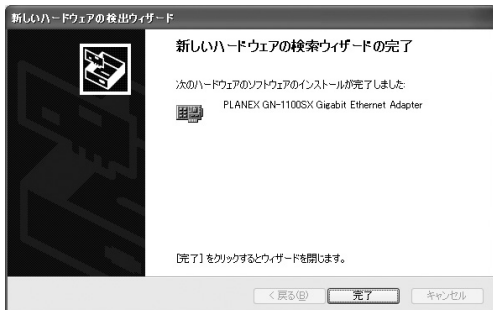 新しいハードウェアの検出ウィザード
新しいハードウェアの検索ウィザードの完了
次のハードウェアのソフトウェアのインストールが完了しました:
PLANEX GN-1100SX Gigabit Ethernet Adapter
[完了] をクリックするとウィザードを閉じます。
< 戻る(B)
完了
キャンセル